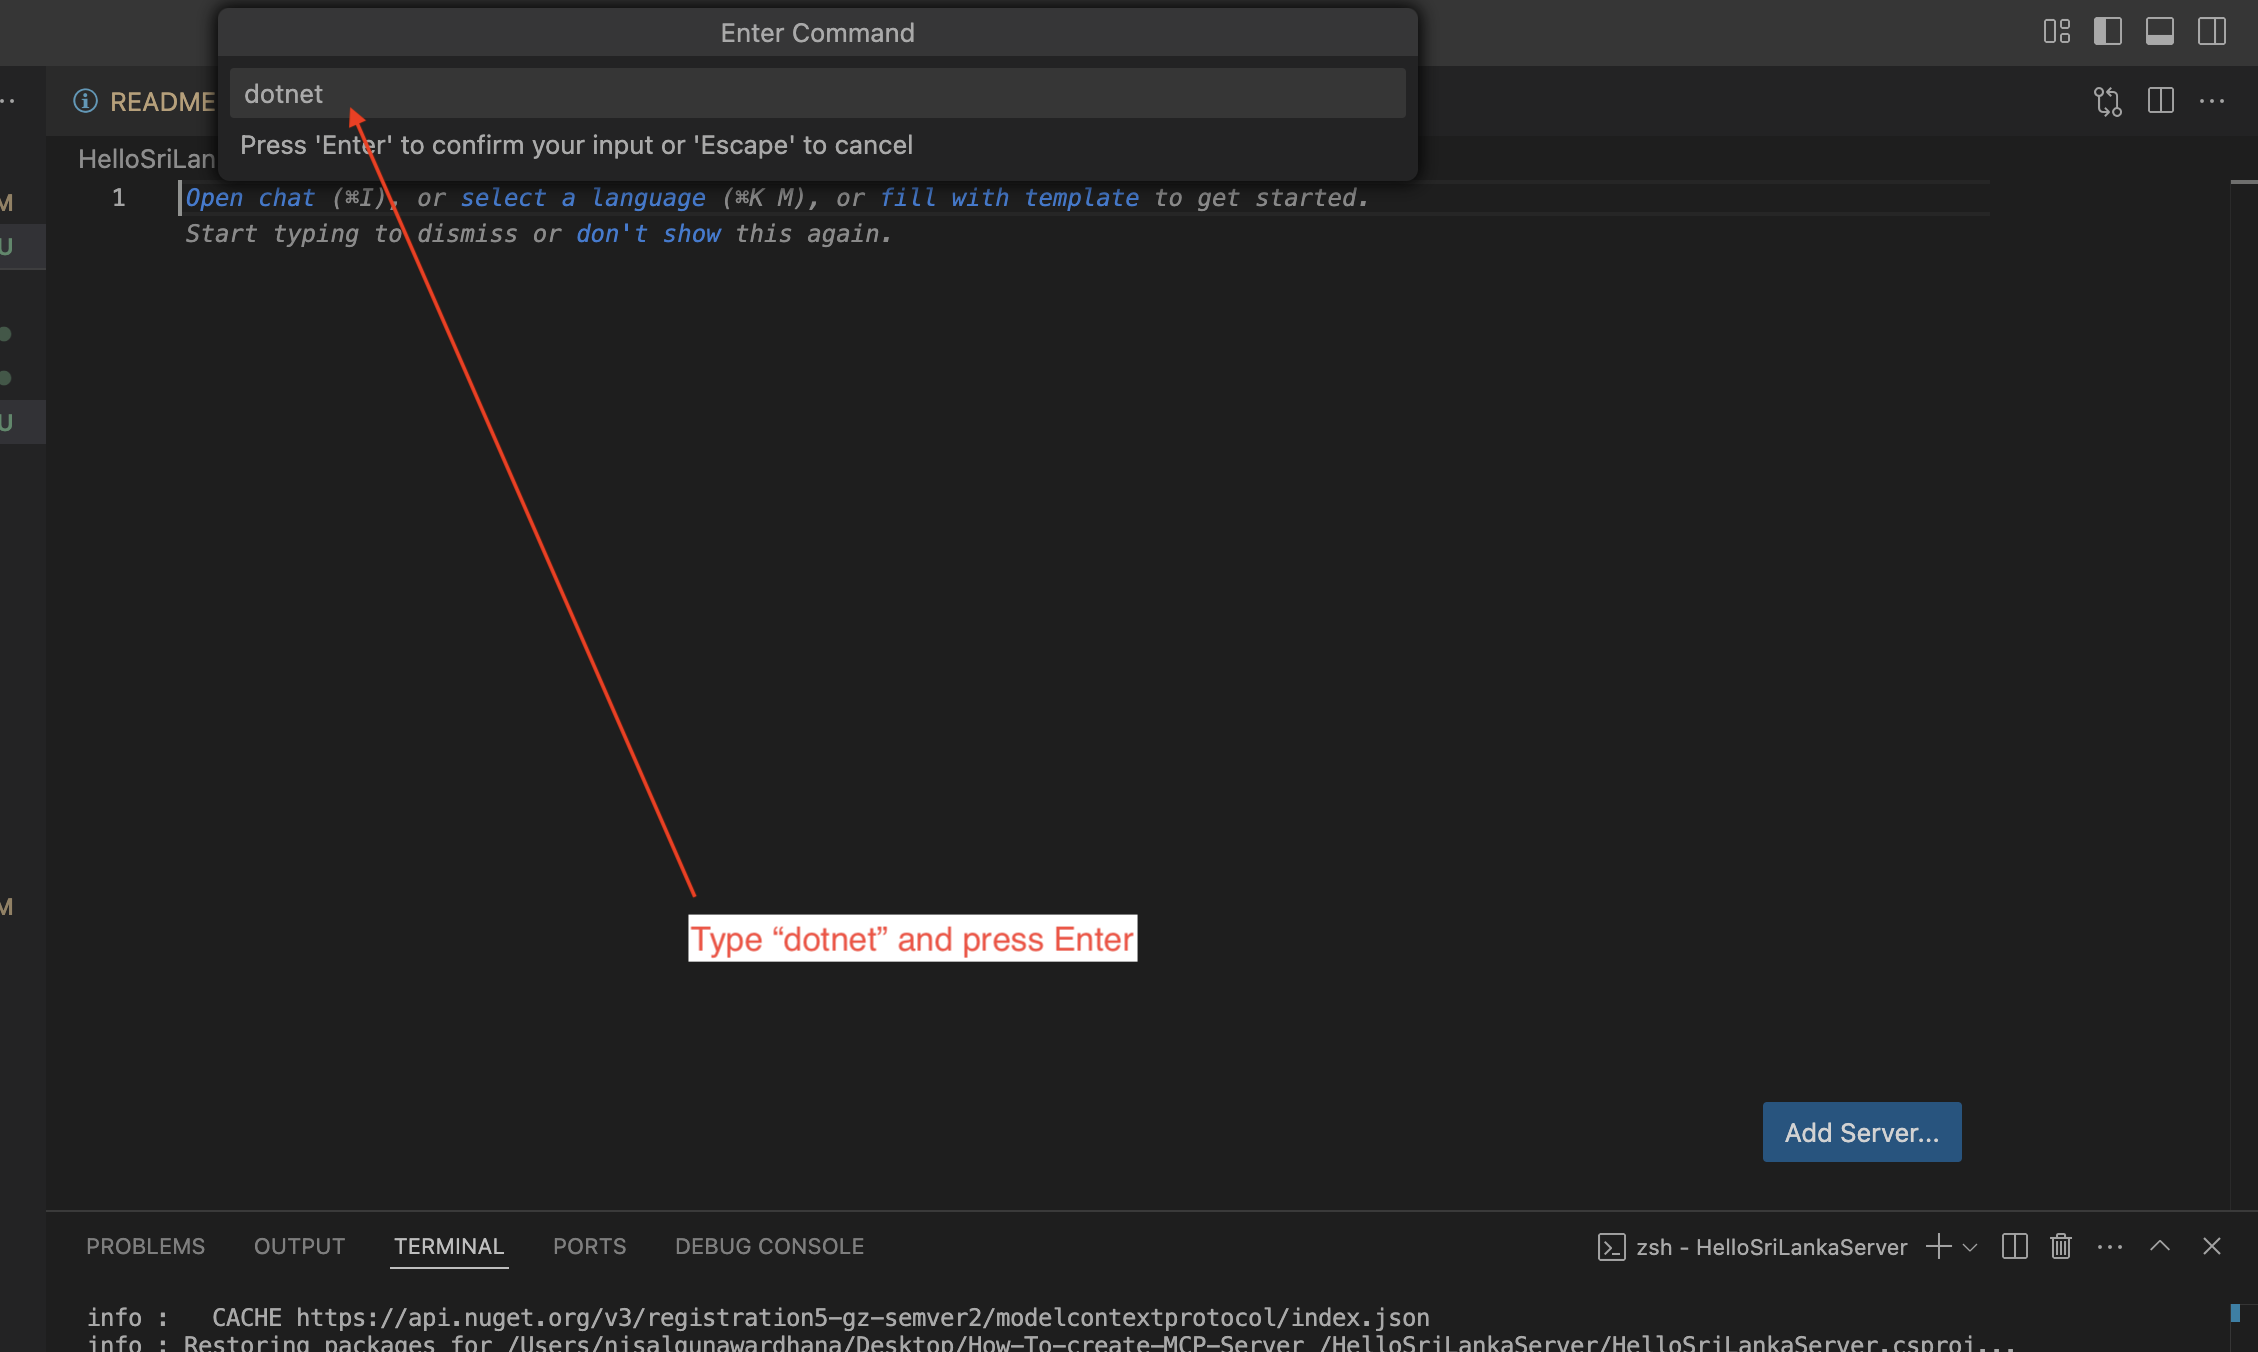 Enter Command
dotnet
Press 'Enter' to confirm your input or 'Escape' to cancel
README
HelloSriLan
1
Open chat (⌘I), or select a language (⌘K M), or fill with template to get started.
Start typing to dismiss or don't show this again.
M
U
U
M
Type “dotnet” and press Enter
Add Server...
PROBLEMS OUTPUT TERMINAL PORTS DEBUG CONSOLE zsh - HelloSriLankaServer
info :   CACHE https://api.nuget.org/v3/registration5-gz-semver2/modelcontextprotocol/index.json
info : Restoring packages for /Users/nisalgunawardhana/Desktop/How-To-create-MCP-Server /HelloSriLankaServer/HelloSriLankaServer.csproj...